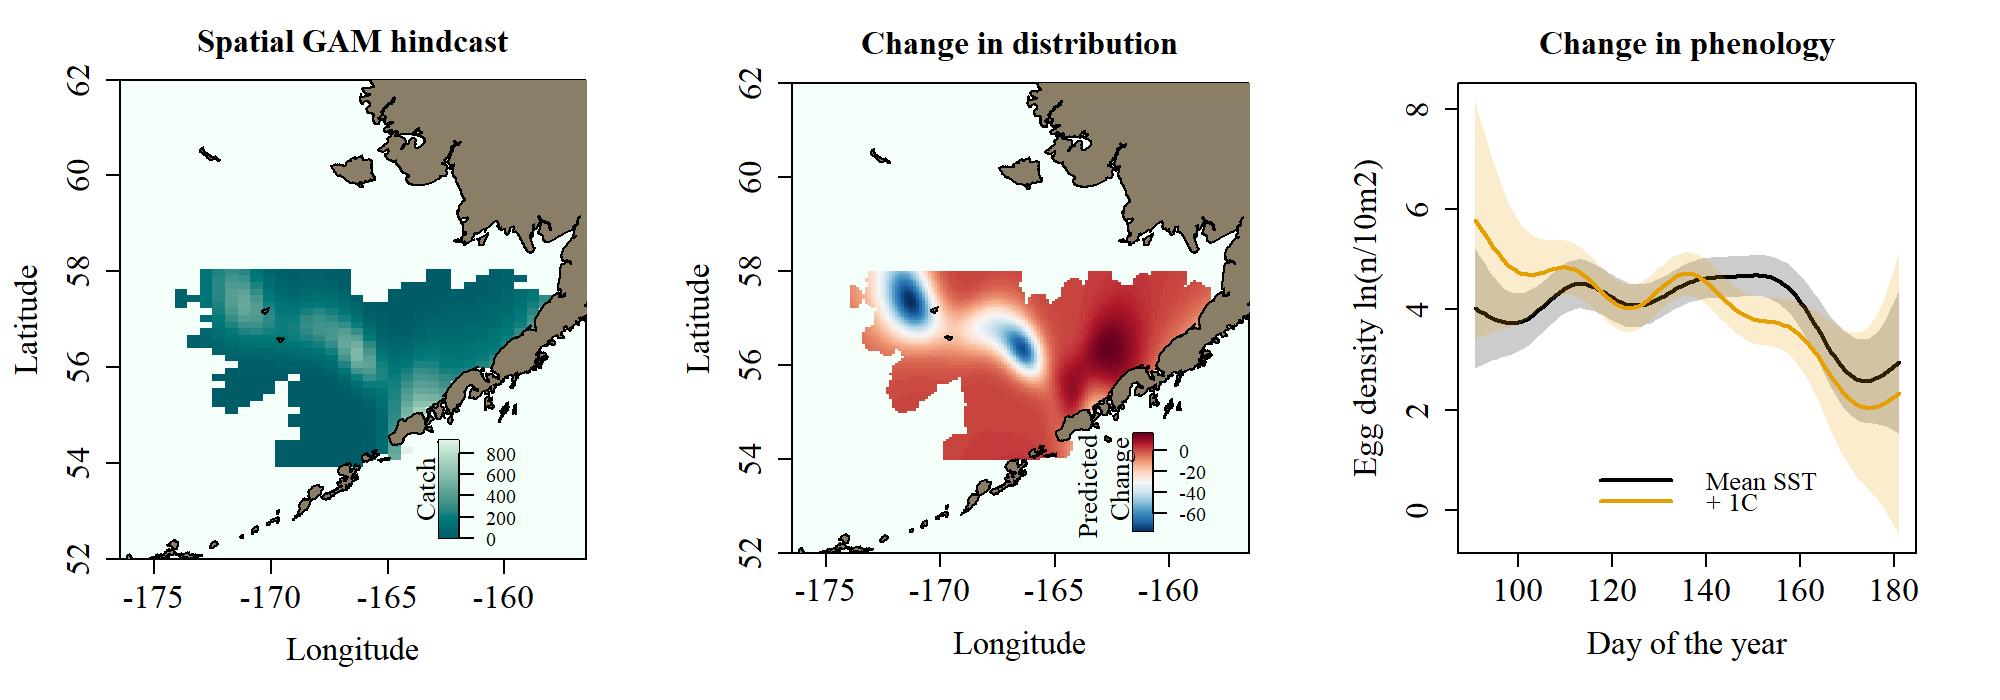 Spatial GAM hindcast
Latitude
62
60
58
56
54
52
-175
-170
-165
-160
Longitude
Catch
800
600
400
200
0
Change in distribution
Latitude
62
60
58
56
54
52
-175
-170
-165
-160
Longitude
Predicted
Change
0
-20
-40
-60
Change in phenology
Egg density ln(n/10m2)
8
6
4
2
0
100
120
140
160
180
Day of the year
Mean SST
+ 1C